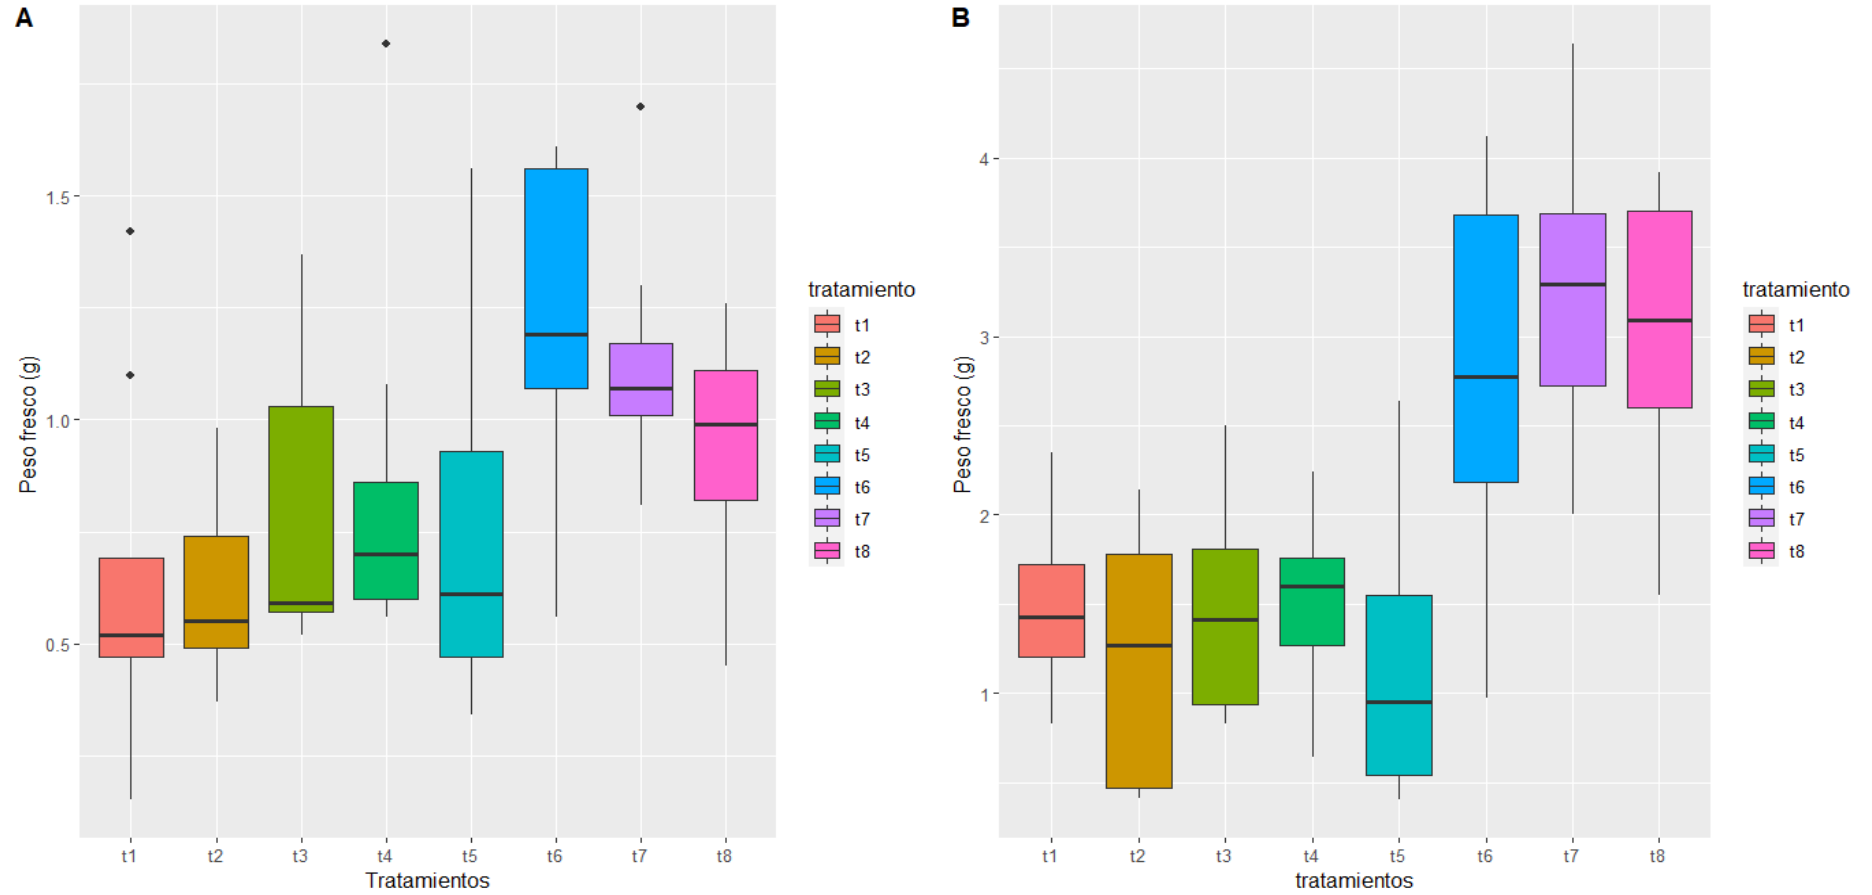 A
Peso fresco (g)
1.5
1.0
0.5
t1 t2 t3 t4 t5 t6 t7 t8
Tratamientos
tratamiento
t1
t2
t3
t4
t5
t6
t7
t8
B
Peso fresco (g)
4
3
2
1
t1 t2 t3 t4 t5 t6 t7 t8
tratamientos
tratamiento
t1
t2
t3
t4
t5
t6
t7
t8